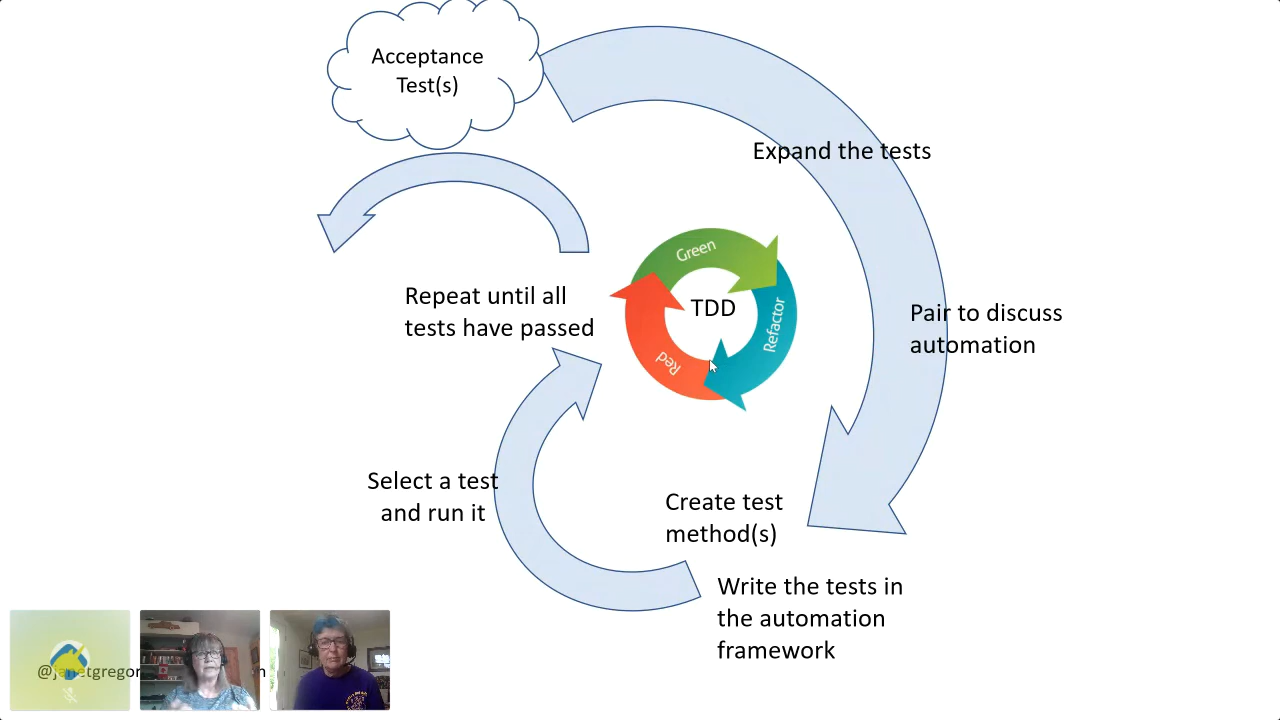 Acceptance
Test(s)
Expand the tests
Green
Refactor
Red
TDD
Repeat until all
tests have passed
Pair to discuss
automation
Select a test
and run it
Create test
method(s)
Write the tests in
the automation
framework